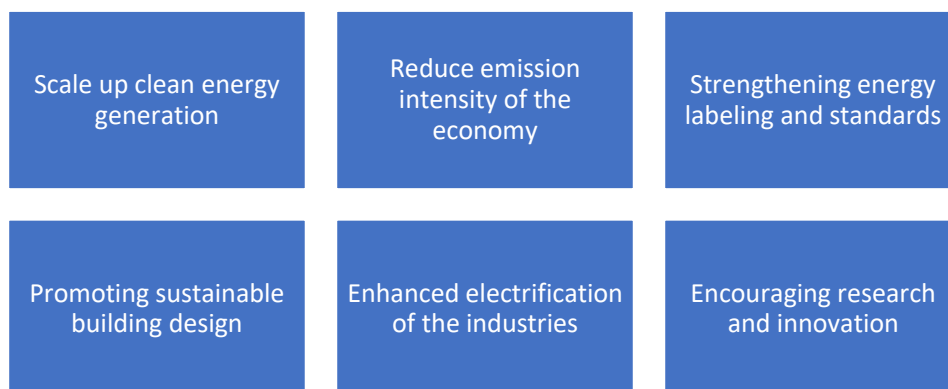 Scale up clean energy
generation
Reduce emission
intensity of the
economy
Strengthening energy
labeling and standards
Promoting sustainable
building design
Enhanced electrification
of the industries
Encouraging research
and innovation